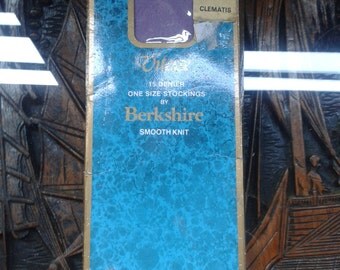 CLEMATIS
15 DENIER
ONE SIZE STOCKINGS
BY
Berkshire
SMOOTH KNIT